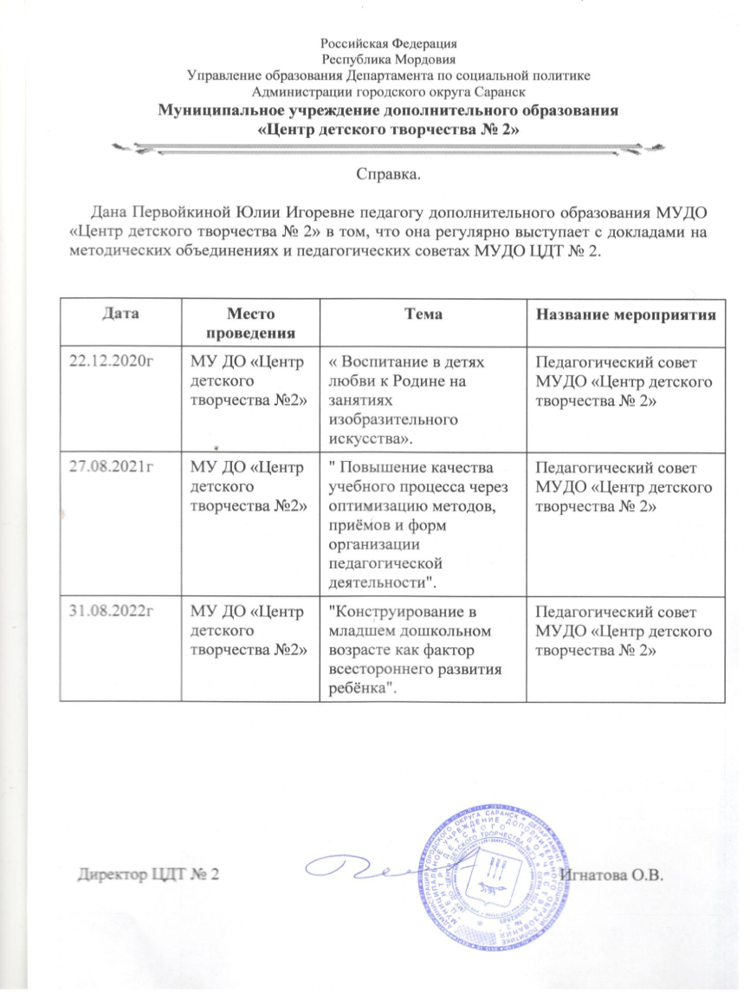 Российская Федерация
Республика Мордовия
Управление образования Департамента по социальной политике
Администрации городского округа Саранск
Муниципальное учреждение дополнительного образования
«Центр детского творчества № 2»
Справка.
Дана Первойкиной Юлии Игоревне педагогу дополнительного образования МУДО
«Центр детского творчества № 2» в том, что она регулярно выступает с докладами на
методических объединениях и педагогических советах МУДО ЦДТ № 2.
Дата
Место
проведения
Тема
Название мероприятия
22.12.2020г
МУ ДО «Центр
детского
творчества №2»
« Воспитание в детях
любви к Родине на
занятиях
изобразительного
искусства».
Педагогический совет
МУДО «Центр детского
творчества № 2»
27.08.2021г
МУ ДО «Центр
детского
творчества №2»
" Повышение качества
учебного процесса через
оптимизацию методов,
приёмов и форм
организации
педагогической
деятельности".
Педагогический совет
МУДО «Центр детского
творчества № 2»
31.08.2022г
МУ ДО «Центр
детского
творчества №2»
"Конструирование в
младшем дошкольном
возрасте как фактор
всестороннего развития
ребёнка".
Педагогический совет
МУДО «Центр детского
творчества № 2»
Директор ЦДТ № 2
Игнатова О.В.